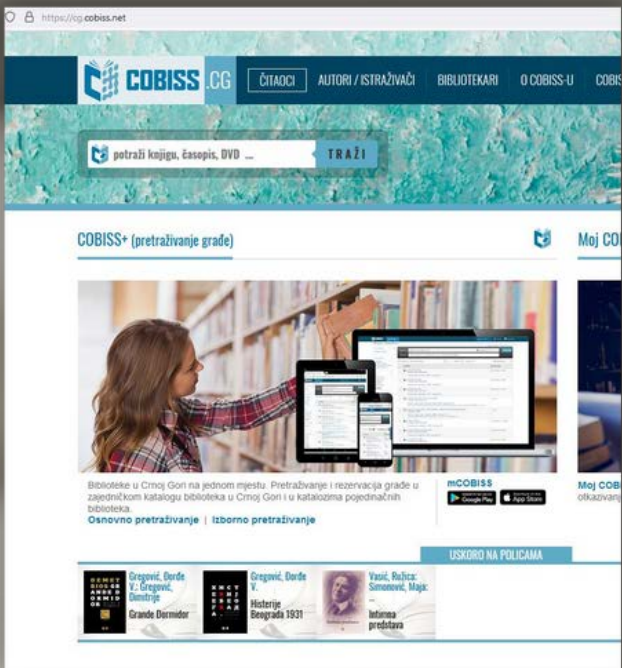 https://cg.cobiss.net
COBISS .CG
ČITAOCI
AUTORI / ISTRAŽIVAČI
BIBLIOTEKARI
O COBISS-U
COBIS
potraži knjigu, časopis, DVD ...
TRAŽI
COBISS+ (pretraživanje građe)
Moj CO
Biblioteke u Crnoj Gori na jednom mjestu. Pretraživanje i rezervacija građe u
zajedničkom katalogu biblioteka u Crnoj Gori i u katalozima pojedinačnih
biblioteka.
Osnovno pretraživanje | Izborno pretraživanje
mCOBISS
Google Play
App Store
Moj COB
otkazivanj
USKORO NA POLICAMA
Gregović, Đorđe
V.; Gregović,
Dimitrije
Grande Dormidor
Gregović, Đorđe
V.
Histerije
Beograda 1931
Vasić, Ružica;
Simonović, Maja;
...
Intimna
predstava